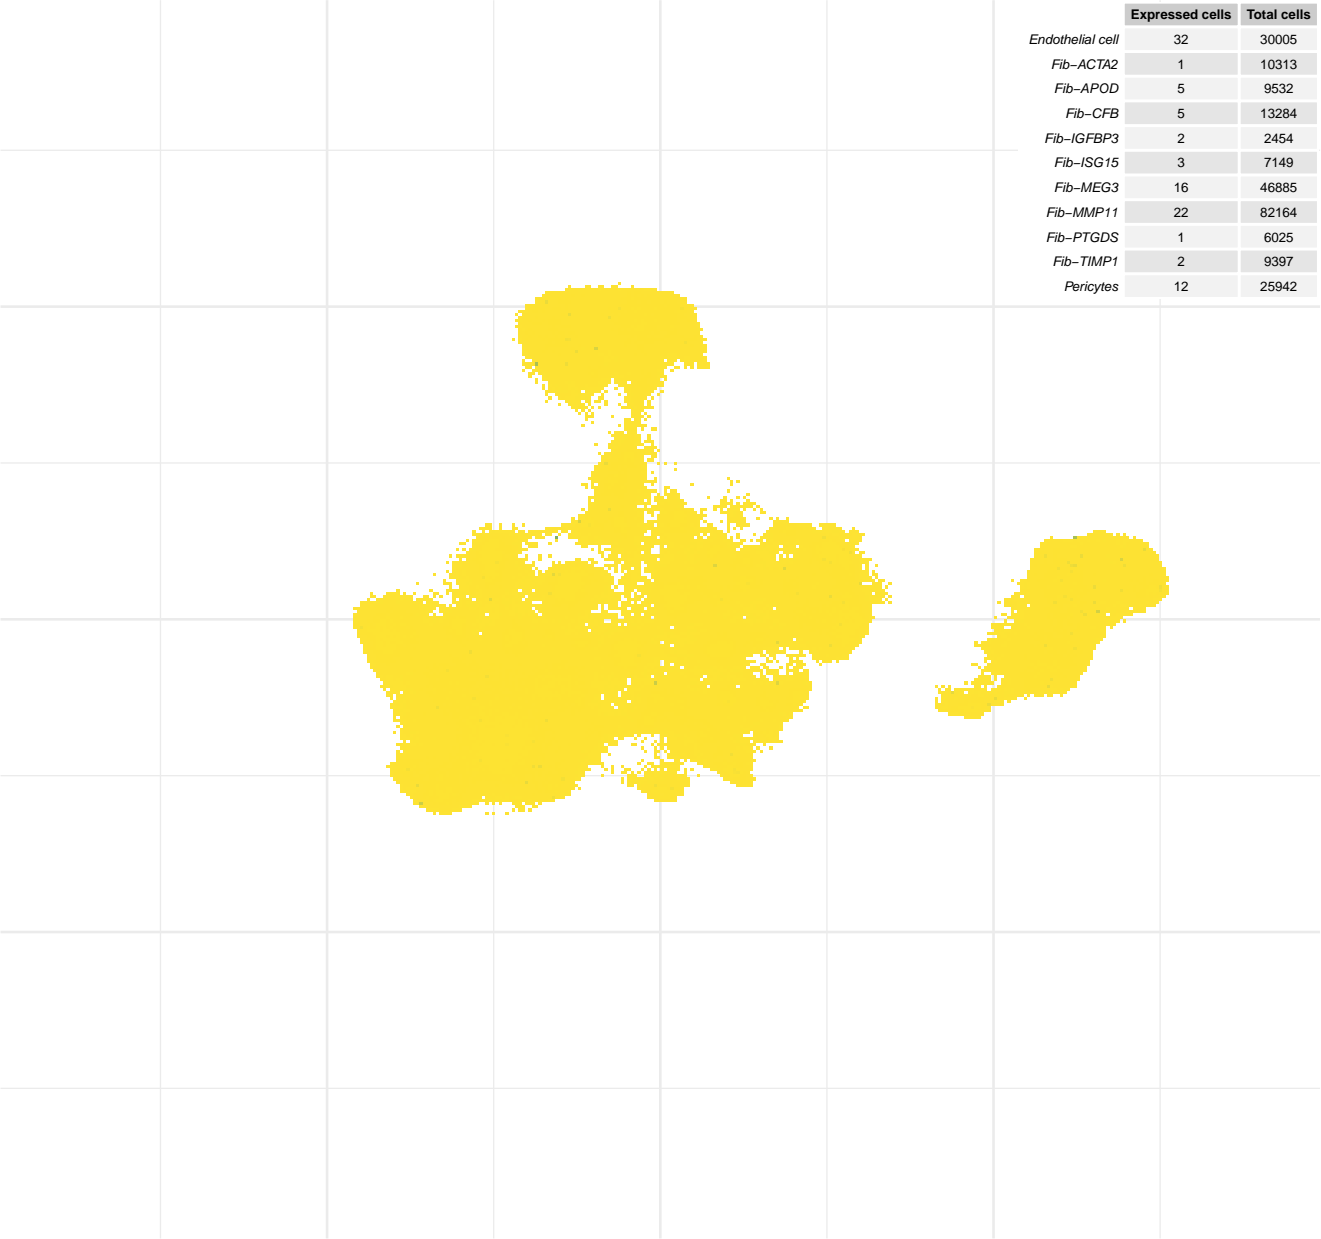 Expressed cells Total cells
Endothelial cell 32 30005
Fib−ACTA2 1 10313
Fib−APOD 5 9532
Fib−CFB 5 13284
Fib−IGFBP3 2 2454
Fib−ISG15 3 7149
Fib−MEG3 16 46885
Fib−MMP11 22 82164
Fib−PTGDS 1 6025
Fib−TIMP1 2 9397
Pericytes 12 25942